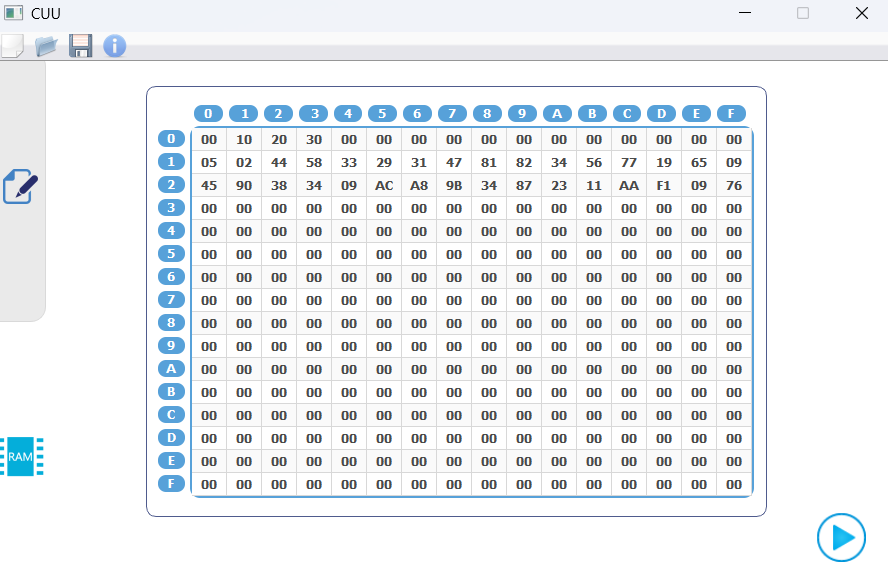 CUU
0 1 2 3 4 5 6 7 8 9 A B C D E F
0 00 10 20 30 00 00 00 00 00 00 00 00 00 00 00 00
1 05 02 44 58 33 29 31 47 81 82 34 56 77 19 65 09
2 45 90 38 34 09 AC A8 9B 34 87 23 11 AA F1 09 76
3 00 00 00 00 00 00 00 00 00 00 00 00 00 00 00 00
4 00 00 00 00 00 00 00 00 00 00 00 00 00 00 00 00
5 00 00 00 00 00 00 00 00 00 00 00 00 00 00 00 00
6 00 00 00 00 00 00 00 00 00 00 00 00 00 00 00 00
7 00 00 00 00 00 00 00 00 00 00 00 00 00 00 00 00
8 00 00 00 00 00 00 00 00 00 00 00 00 00 00 00 00
9 00 00 00 00 00 00 00 00 00 00 00 00 00 00 00 00
A 00 00 00 00 00 00 00 00 00 00 00 00 00 00 00 00
B 00 00 00 00 00 00 00 00 00 00 00 00 00 00 00 00
C 00 00 00 00 00 00 00 00 00 00 00 00 00 00 00 00
D 00 00 00 00 00 00 00 00 00 00 00 00 00 00 00 00
E 00 00 00 00 00 00 00 00 00 00 00 00 00 00 00 00
F 00 00 00 00 00 00 00 00 00 00 00 00 00 00 00 00
RAM